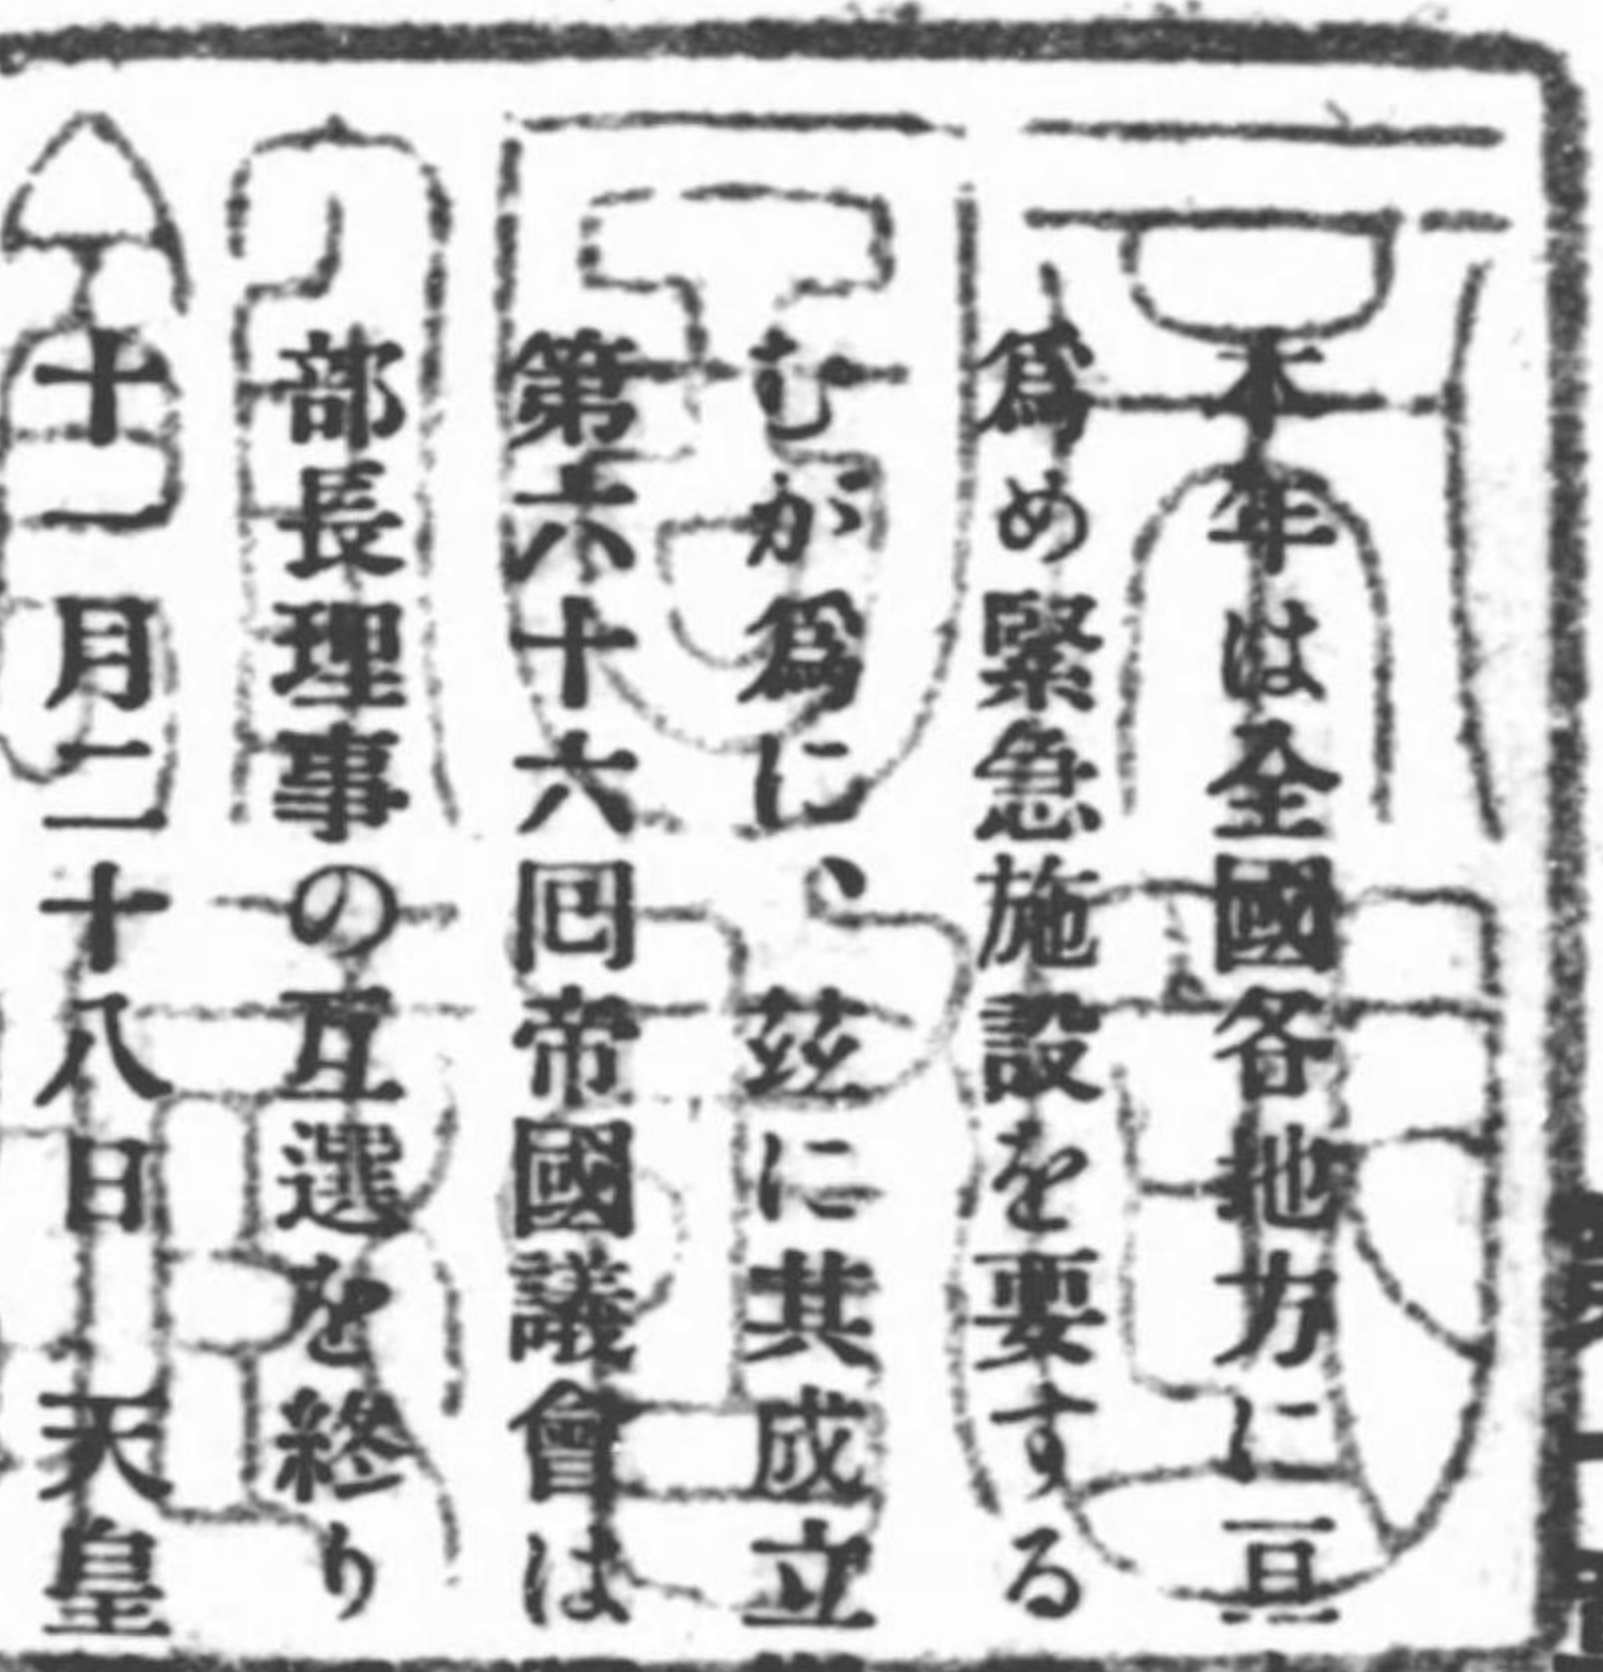 本年は全國各地方に亘
爲め緊急施設を要する
むが爲に、茲に其成立
第六十六囘帝國議會は
部長理事の互選を終り
十一月二十八日　天皇